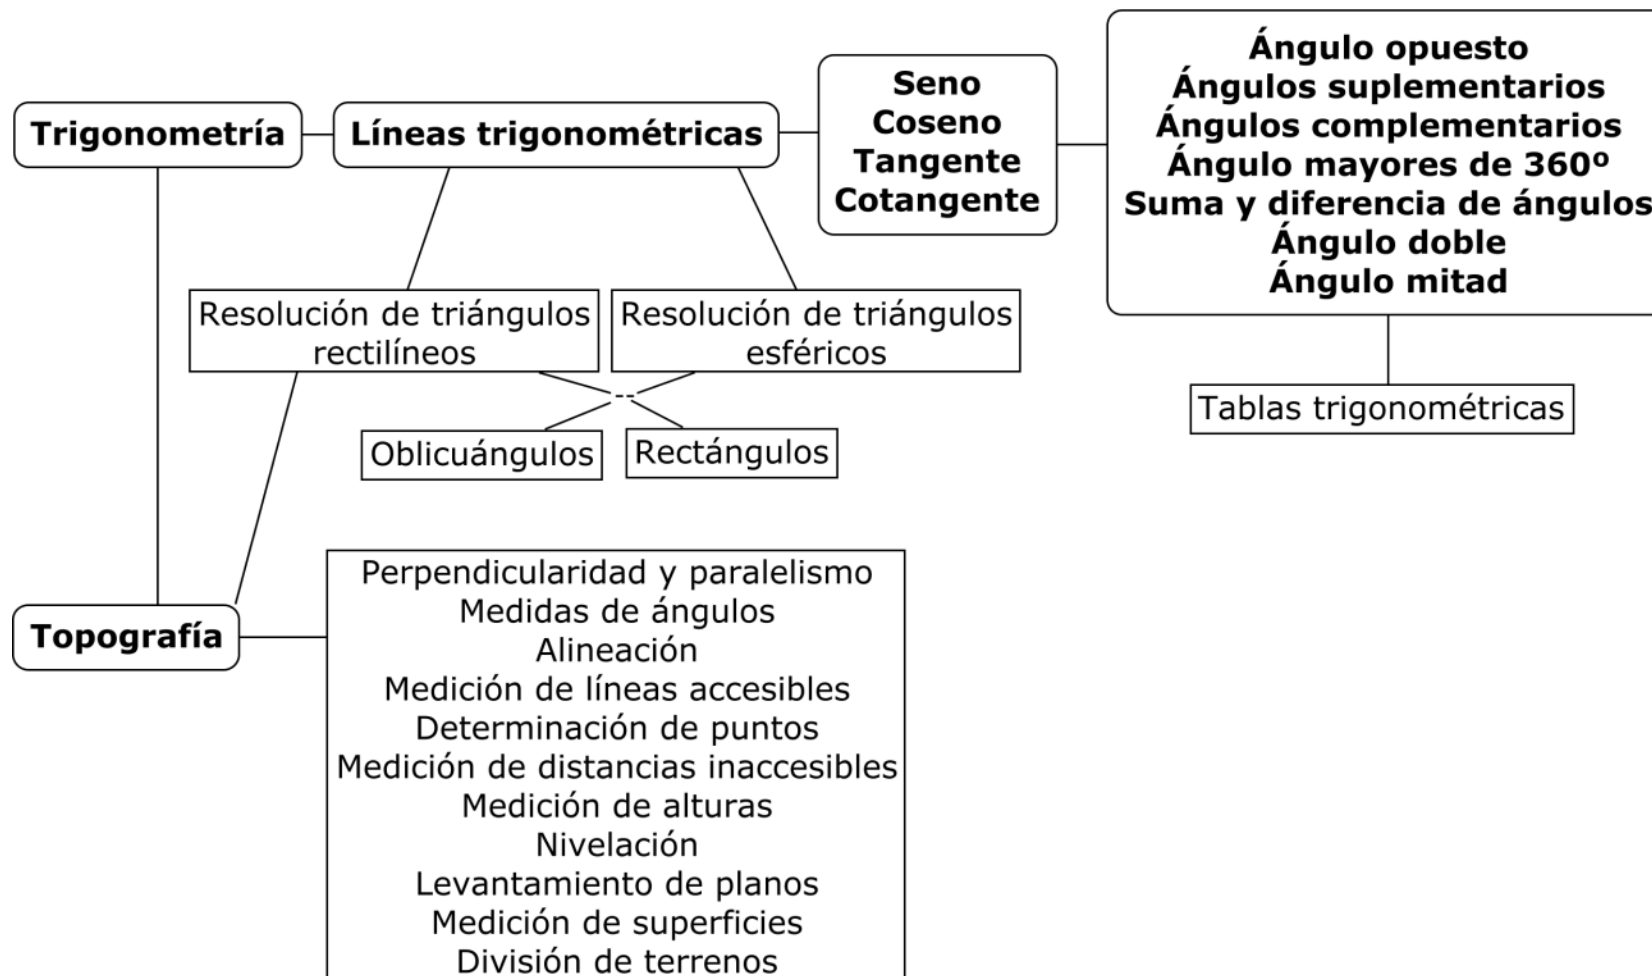 Trigonometría
Líneas trigonométricas
Seno
Coseno
Tangente
Cotangente
Ángulo opuesto
Ángulos suplementarios
Ángulos complementarios
Ángulo mayores de 360º
Suma y diferencia de ángulos
Ángulo doble
Ángulo mitad
Resolución de triángulos
rectilíneos
Resolución de triángulos
esféricos
--
Oblicuángulos
Rectángulos
Tablas trigonométricas
Topografía
Perpendicularidad y paralelismo
Medidas de ángulos
Alineación
Medición de líneas accesibles
Determinación de puntos
Medición de distancias inaccesibles
Medición de alturas
Nivelación
Levantamiento de planos
Medición de superficies
División de terrenos